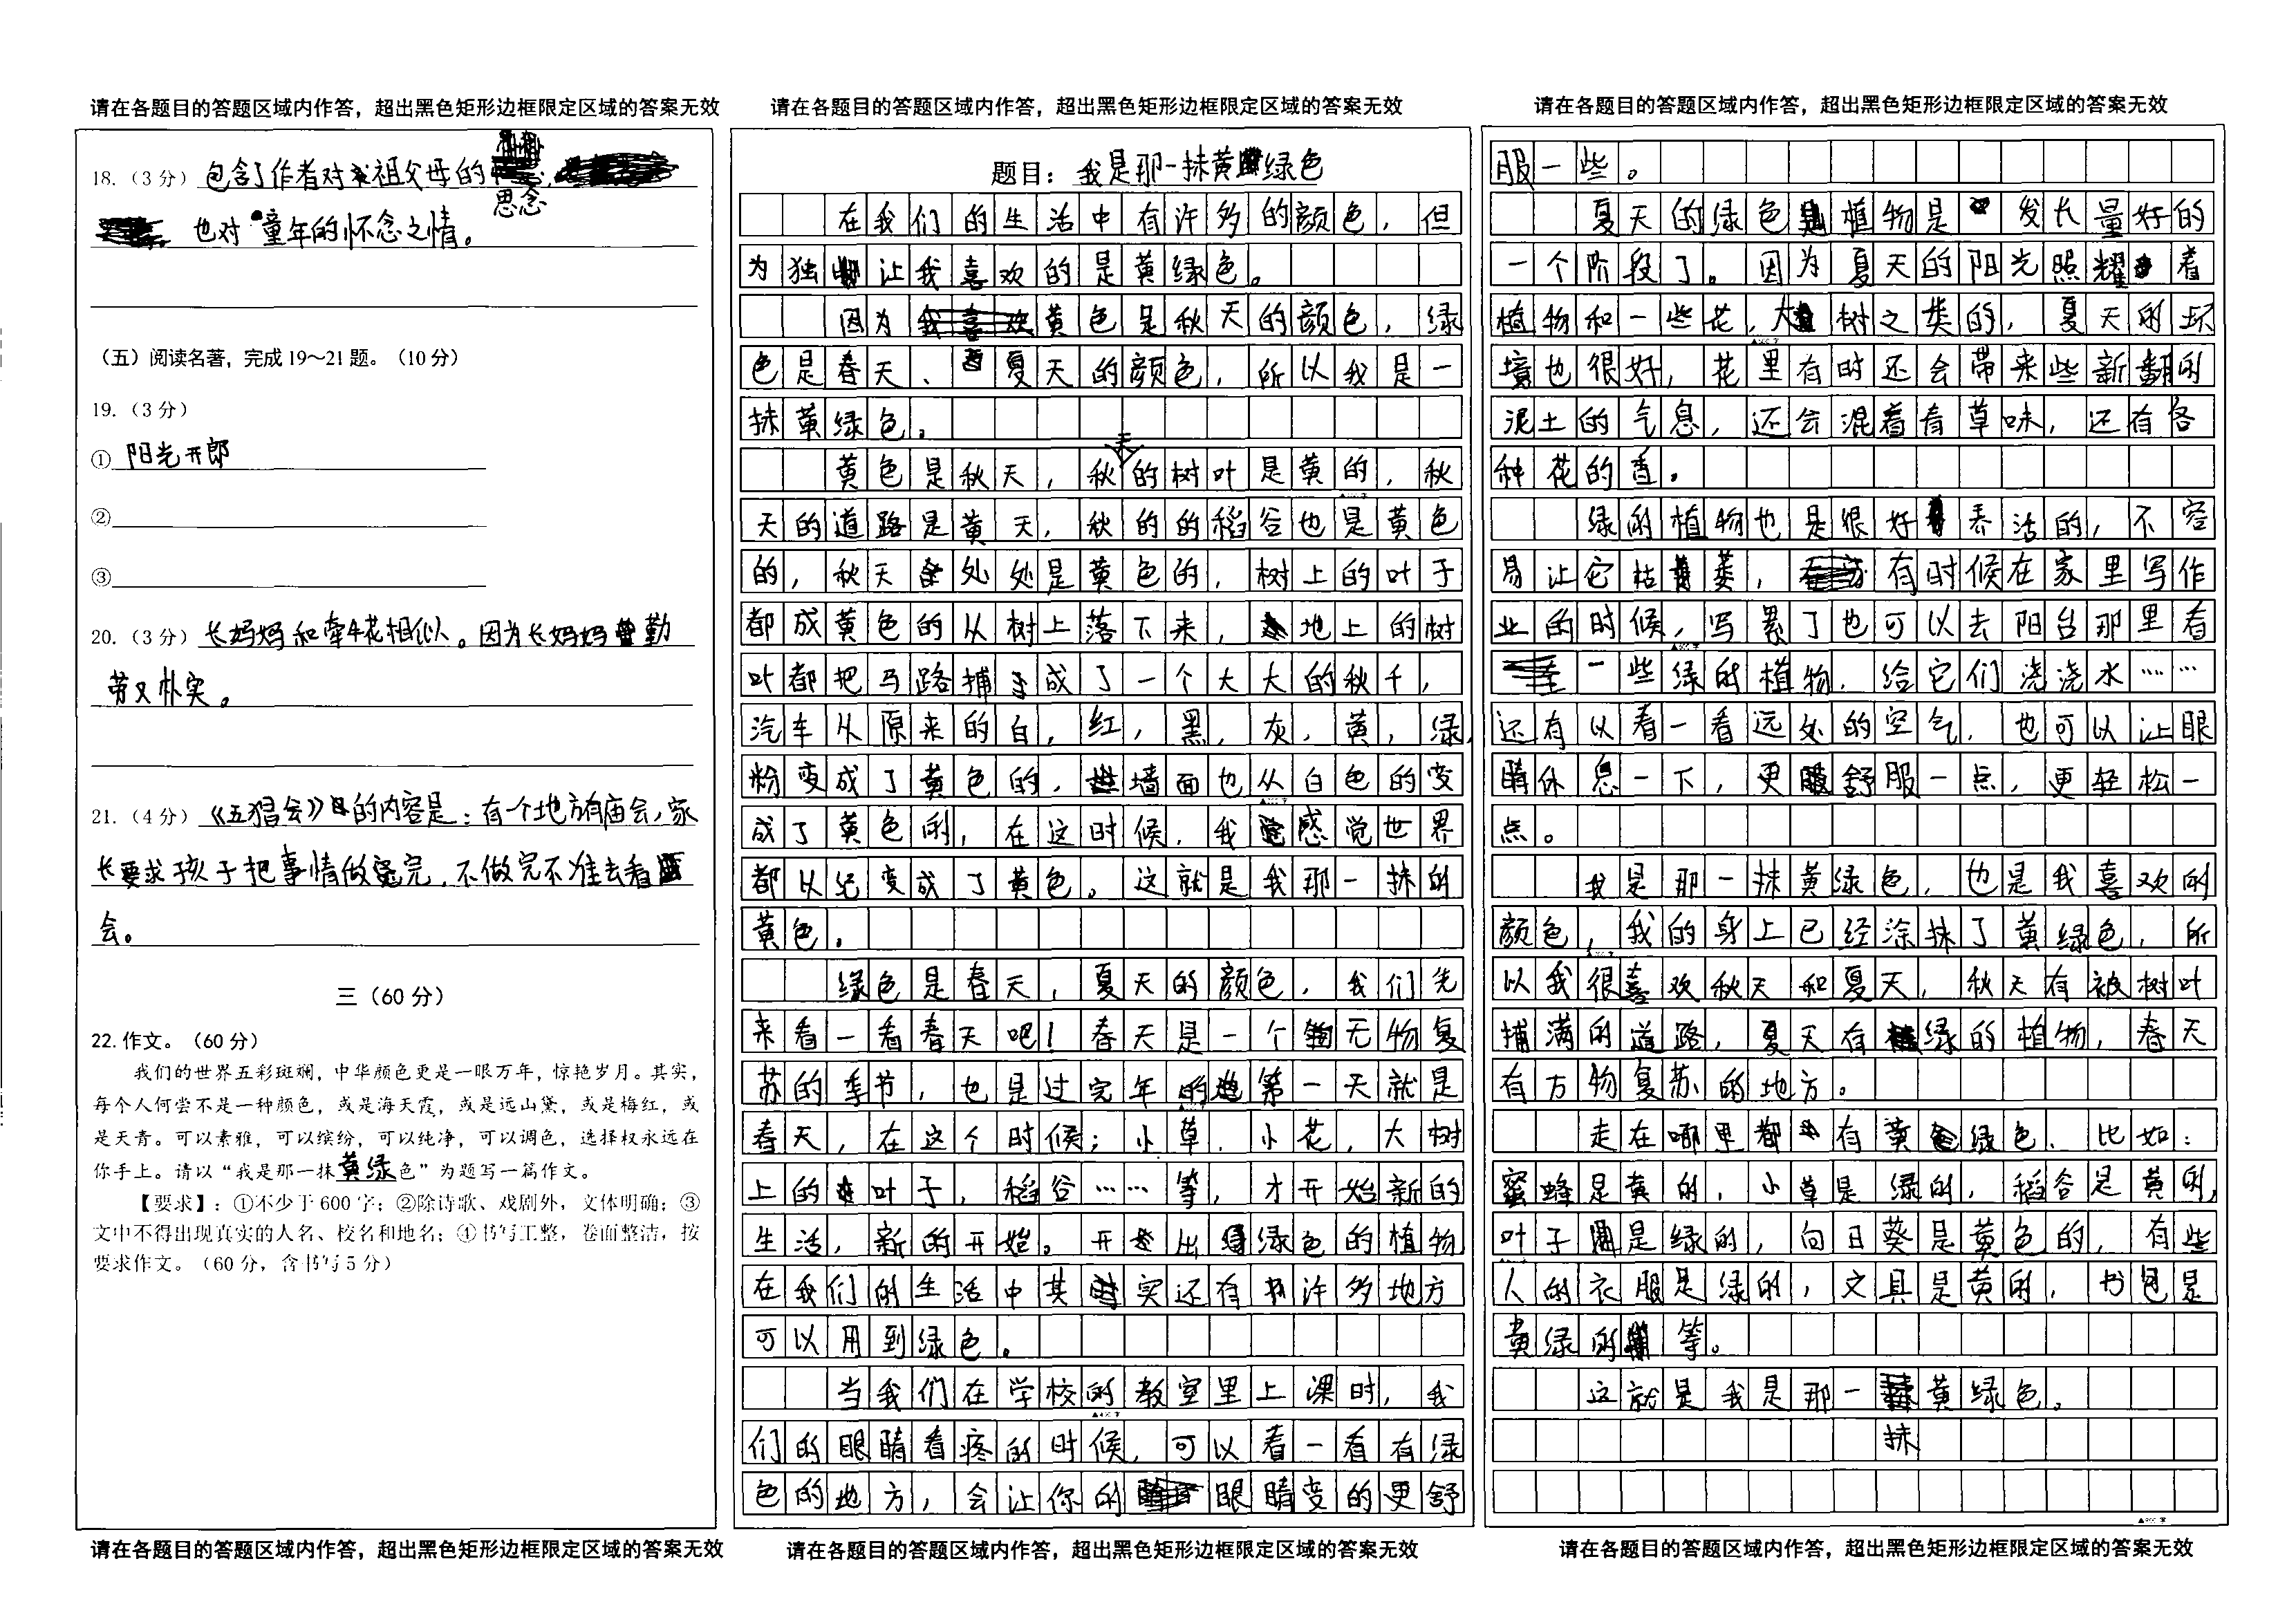 请在各题目的答题区域内作答，超出黑色矩形边框限定区域的答案无效
18.（3分）包含了作者对祖父母的思念，
也对童年的怀念之情。
（五）阅读名著，完成19～21题。（10分）
19.（3分）
①阳光开郎
②
③
20.（3分）长妈妈和牵牛花相似。因为长妈妈勤
劳又朴实。
21.（4分）《五猖会》的内容是：有个地方有庙会，家
长要求孩子把事情做完，不做完不准去看
会。
三（60分）
22.作文。（60分）
我们的世界五彩斑斓，中华颜色更是一眼万年，惊艳岁月。其实，
每个人何尝不是一种颜色，或是海天霞，或是远山黛，或是梅红，或
是天青。可以素雅，可以缤纷，可以纯净，可以调色，选择权永远在
你手上。请以“我是那一抹黄绿色”为题写一篇作文。
【要求】：①不少于600字；②除诗歌、戏剧外，文体明确；③
文中不得出现真实的人名、校名和地名；④书写工整，卷面整洁，按
要求作文。（60分，含书写5分）
请在各题目的答题区域内作答，超出黑色矩形边框限定区域的答案无效
请在各题目的答题区域内作答，超出黑色矩形边框限定区域的答案无效
题目：我是那一抹黄绿色
在我们的生活中有许多的颜色，但
为独让我喜欢的是黄绿色。
因为黄色是秋天的颜色，绿
色是春天、夏天的颜色，所以我是一
抹黄绿色。
黄色是秋天，秋天的树叶是黄的，秋
天的道路是黄天，秋的的稻谷也是黄色
的，秋天处处是黄色的，树上的叶子
都成黄色的从树上落下来，地上的树
叶都把马路捕成了一个大大的秋千，
汽车从原来的白，红，黑，灰，黄，绿，
粉变成了黄色的，墙面也从白色的变
成了黄色的，在这时候，我感觉世界
都以纪变成了黄色。这就是我那一抹的
黄色。
绿色是春天，夏天的颜色，我们先
来看一看春天吧！春天是一个无物复
苏的季节，也是过完年的第一天就是
春天，在这个时候；小草，小花，大树
上的叶子，稻谷……等，才开始新的
生活，新的开始。开出绿色的植物
在我们的生活中其实还有许多地方
可以用到绿色。
当我们在学校的教室里上课时，我
们的眼睛看疼的时候，可以看一看有绿
色的地方，会让你的眼睛变的更舒
请在各题目的答题区域内作答，超出黑色矩形边框限定区域的答案无效
请在各题目的答题区域内作答，超出黑色矩形边框限定区域的答案无效
服一些。
夏天的绿色植物是发长量好的
一个阶段了。因为夏天的阳光照耀着
植物和一些花，大树之类的，夏天的环
境也很好，花里有时还会带来些新翻的
泥土的气息，还会混着青草味，还有各
种花的香。
绿的植物也是很好养活的，不容
易让它枯萎，有时候在家里写作
业的时候，写累了也可以去阳台那里看
一些绿的植物，给它们浇浇水……
还有以看一看远处的空气，也可以让眼
睛休息一下，更舒服一点，更轻松一
点。
我是那一抹黄绿色，也是我喜欢的
颜色，我的身上已经涂抹了黄绿色，所
以我很喜欢秋天和夏天，秋天有被树叶
捕满的道路，夏天有绿的植物，春天
有万物复苏的地方。
走在哪里都有黄绿色，比如：
蜜蜂是黄的，小草是绿的，稻谷是黄的，
叶子是绿的，向日葵是黄色的，有些
人的衣服是绿的，文具是黄的，书包是
黄绿的等。
这就是我是那一抹黄绿色。
请在各题目的答题区域内作答，超出黑色矩形边框限定区域的答案无效